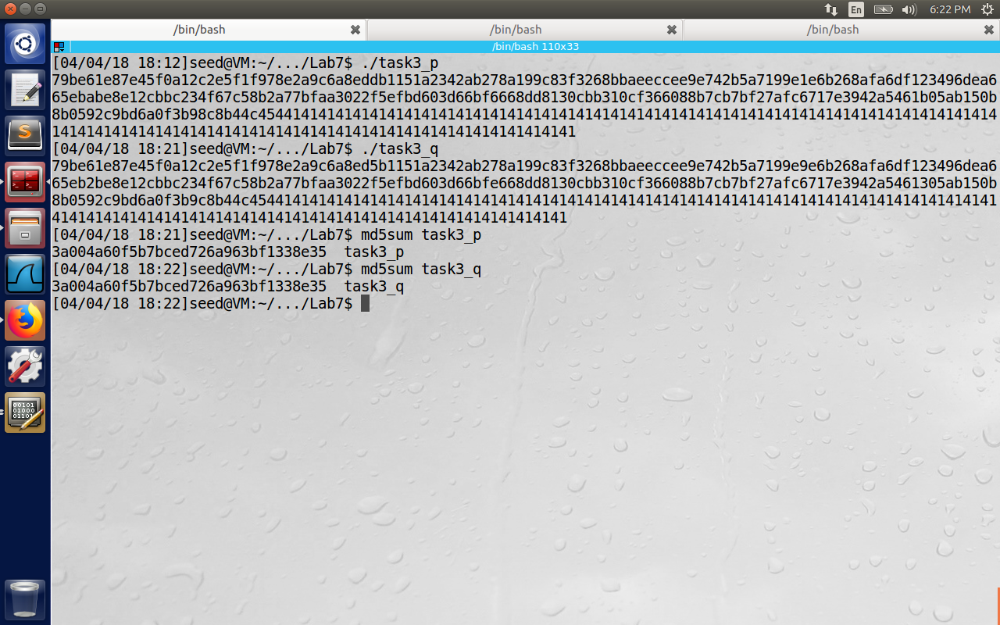 /bin/bash
/bin/bash
/bin/bash
En
6:22 PM
/bin/bash 110x33
[04/04/18 18:12]seed@VM:~/.../Lab7$ ./task3_p
79be61e87e45f0a12c2e5f1f978e2a9c6a8eddb1151a2342ab278a199c83f3268bbaeeccee9e742b5a7199e1e6b268afa6df123496dea6
65ebabe8e12cbbc234f67c58b2a77bfaa3022f5efbd603d66bf6668dd8130cbb310cf366088b7cb7bf27afc6717e3942a5461b05ab150b
8b0592c9bd6a0f3b98c8b44c45441414141414141414141414141414141414141414141414141414141414141414141414141414141414
1414141414141414141414141414141414141414141414141414141414141
[04/04/18 18:21]seed@VM:~/.../Lab7$ ./task3_q
79be61e87e45f0a12c2e5f1f978e2a9c6a8ed5b1151a2342ab278a199c83f3268bbaeeccee9e742b5a7199e9e6b268afa6df123496dea6
65eb2be8e12cbbc234f67c58b2a77bfaa3022f5efbd603d66bfe668dd8130cbb310cf366088b7cb7bf27afc6717e3942a5461305ab150b
8b0592c9bd6a0f3b9c8b44c454414141414141414141414141414141414141414141414141414141414141414141414141414141414141
414141414141414141414141414141414141414141414141414141414141
[04/04/18 18:21]seed@VM:~/.../Lab7$ md5sum task3_p
3a004a60f5b7bced726a963bf1338e35  task3_p
[04/04/18 18:22]seed@VM:~/.../Lab7$ md5sum task3_q
3a004a60f5b7bced726a963bf1338e35  task3_q
[04/04/18 18:22]seed@VM:~/.../Lab7$